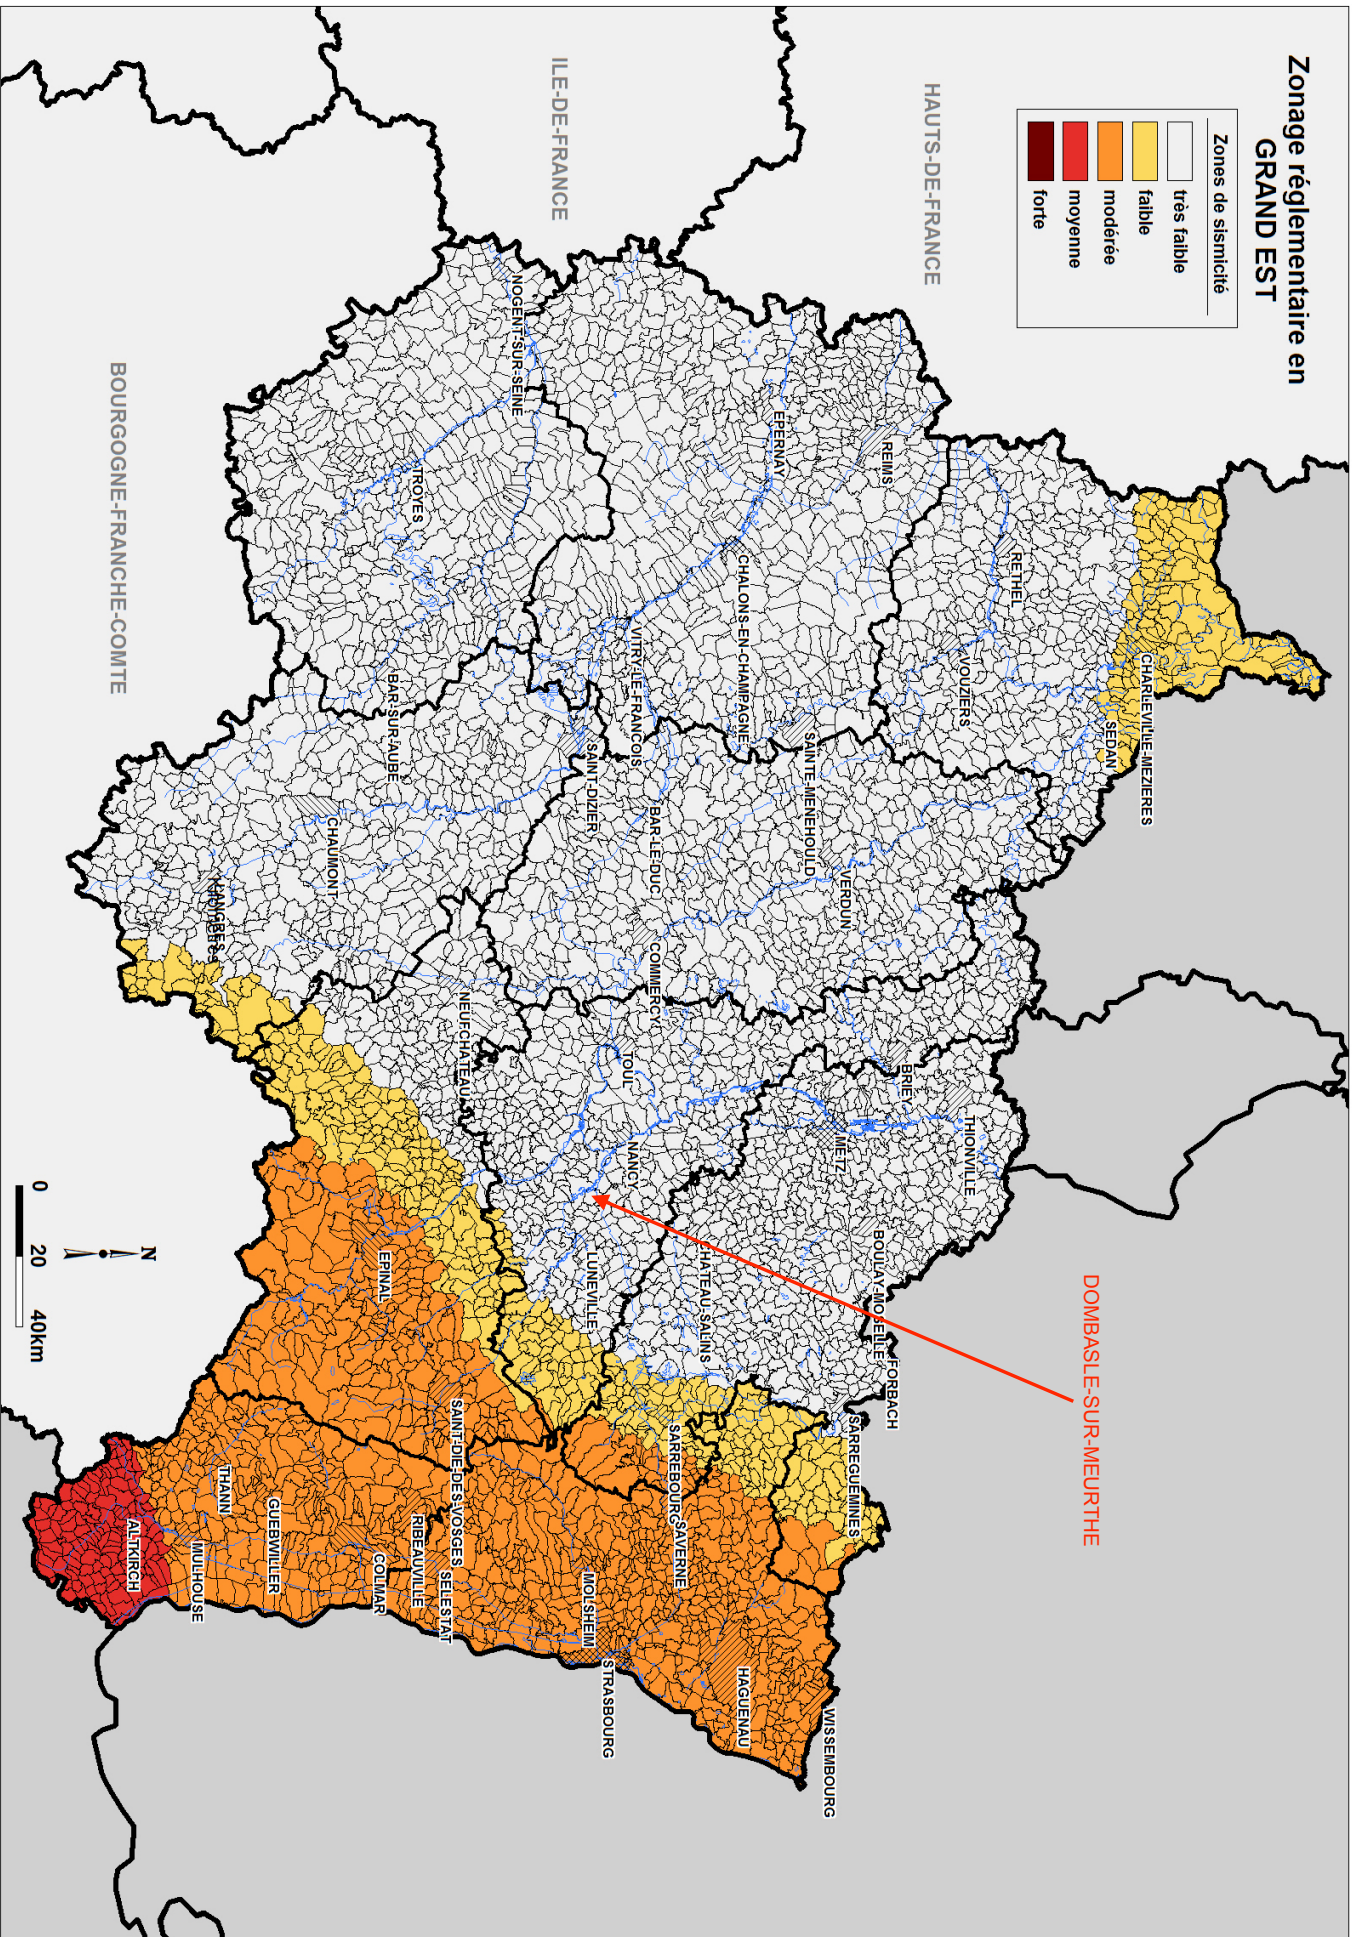 Zonage réglementaire en
GRAND EST
Zones de sismicité
très faible
faible
modérée
moyenne
forte
HAUTS-DE-FRANCE
ILE-DE-FRANCE
BOURGOGNE-FRANCHE-COMTE
CHARLEVILLE-MEZIERES
SEDAN
RETHEL
VOUZIERS
REIMS
EPERNAY
CHALONS-EN-CHAMPAGNE
SAINTE-MENEHOULD
VITRY-LE-FRANCOIS
NOGENT-SUR-SEINE
TROYES
BAR-SUR-AUBE
SAINT-DIZIER
CHAUMONT
LANGRES
VERDUN
BAR-LE-DUC
COMMERCY
NEUFCHATEAU
TOUL
NANCY
LUNEVILLE
BRIEY
THIONVILLE
METZ
BOULAY-MOSELLE
FORBACH
CHATEAU-SALINS
SARREGUEMINES
SARREBOURG
SAVERNE
WISSEMBOURG
HAGUENAU
STRASBOURG
MOLSHEIM
SELESTAT
SAINT-DIE-DES-VOSGES
EPINAL
RIBEAUVILLE
COLMAR
GUEBWILLER
THANN
MULHOUSE
ALTKIRCH
DOMBASLE-SUR-MEURTHE
N
0 20 40km